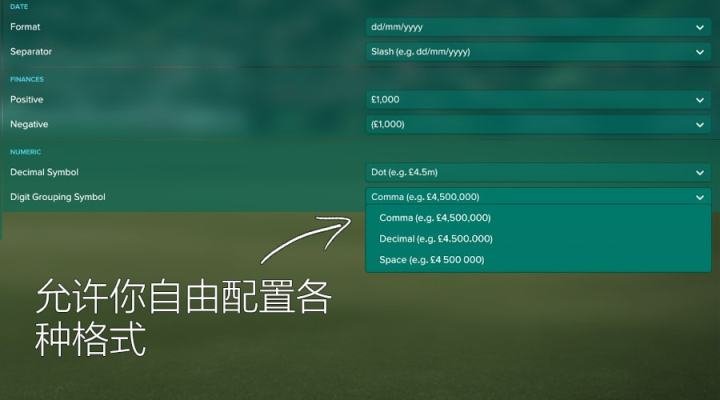 DATE
Format dd/mm/yyyy
Separator Slash (e.g. dd/mm/yyyy)
FINANCES
Positive £1,000
Negative (£1,000)
NUMERIC
Decimal Symbol Dot (e.g. £4.5m)
Digit Grouping Symbol Comma (e.g. £4,500,000)
Comma (e.g. £4,500,000)
Decimal (e.g. £4.500.000)
Space (e.g. £4 500 000)
允许你自由配置各
种格式